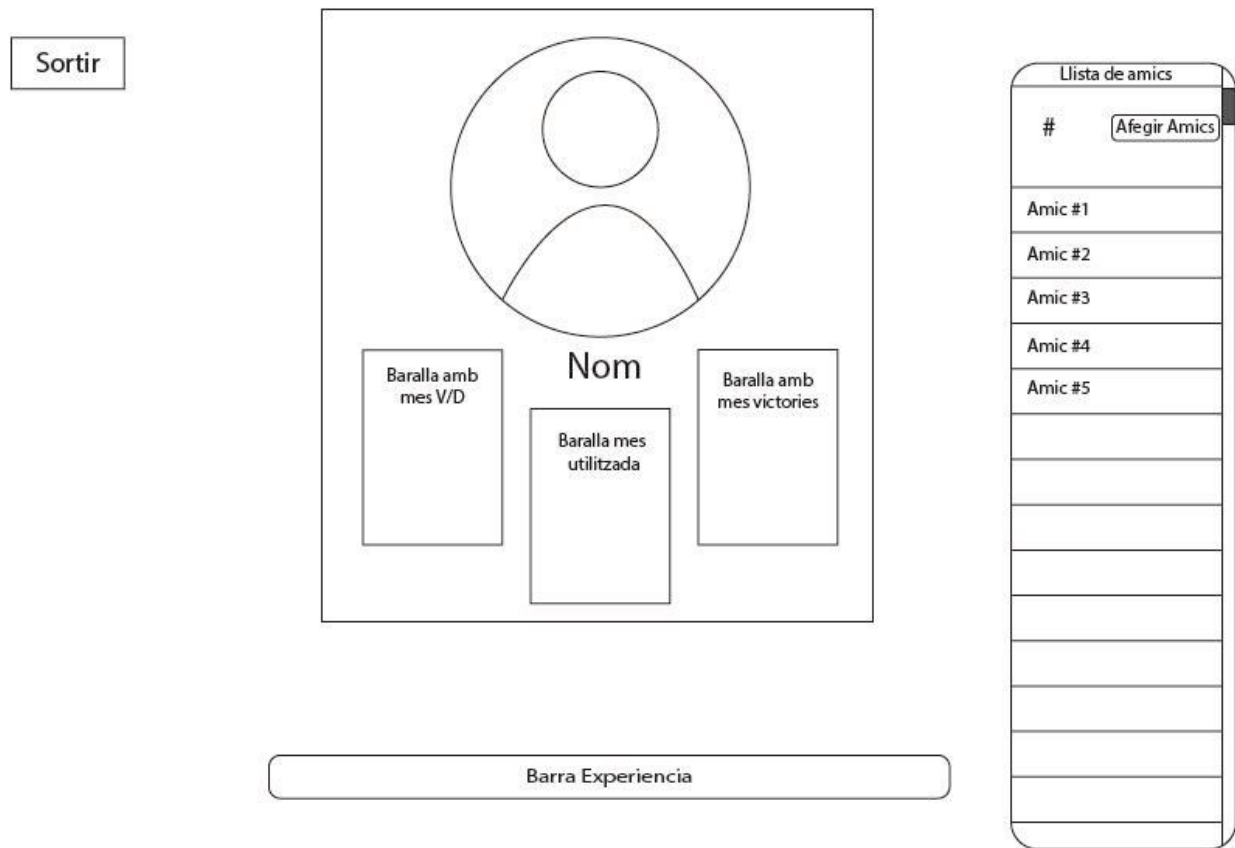 Sortir
Nom
Baralla amb
mes V/D
Baralla mes
utilitzada
Baralla amb
mes victories
Barra Experiencia
Llista de amics
#
Afegir Amics
Amic #1
Amic #2
Amic #3
Amic #4
Amic #5